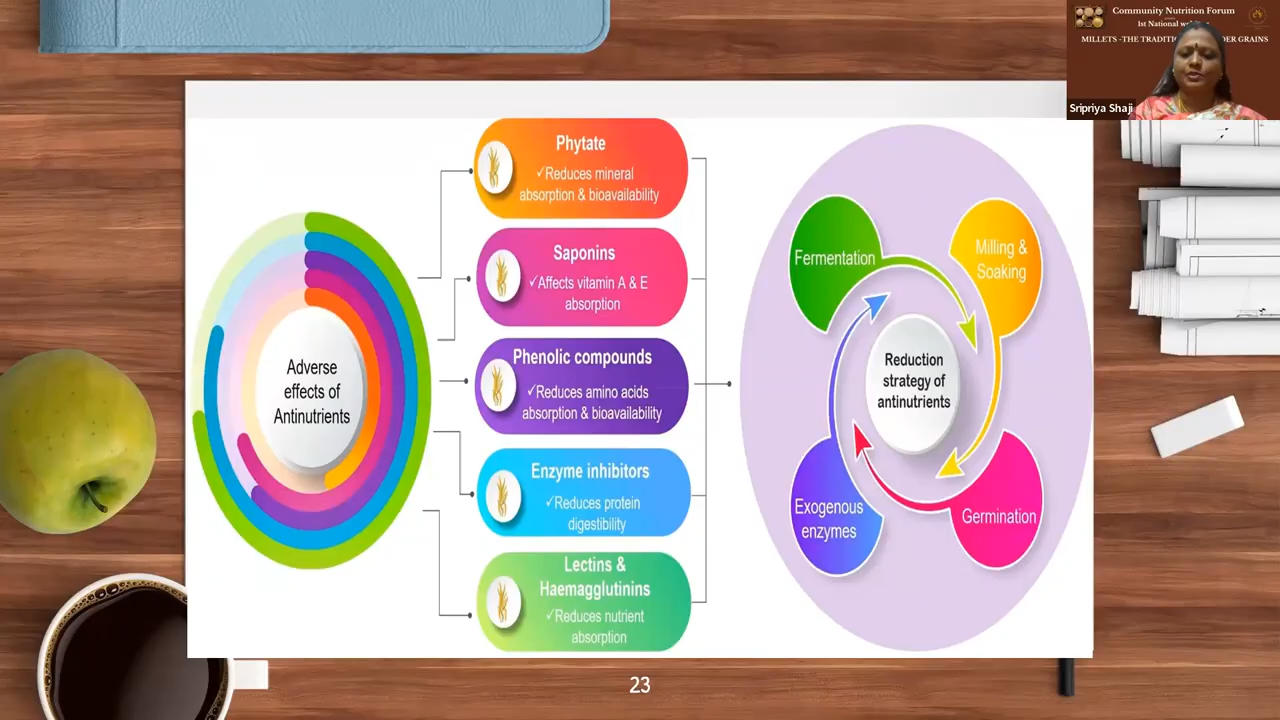 Community Nutrition Forum
1st National
MILLETS -THE TRADITIO
DER GRAINS
Sripriya Shaji
Adverse
effects of
Antinutrients
Phytate
✓Reduces mineral
absorption & bioavailability
Saponins
✓Affects vitamin A & E
absorption
Phenolic compounds
✓Reduces amino acids
absorption & bioavailability
Enzyme inhibitors
✓Reduces protein
digestibility
Lectins &
Haemagglutinins
✓Reduces nutrient
absorption
Fermentation
Milling &
Soaking
Reduction
strategy of
antinutrients
Exogenous
enzymes
Germination
23